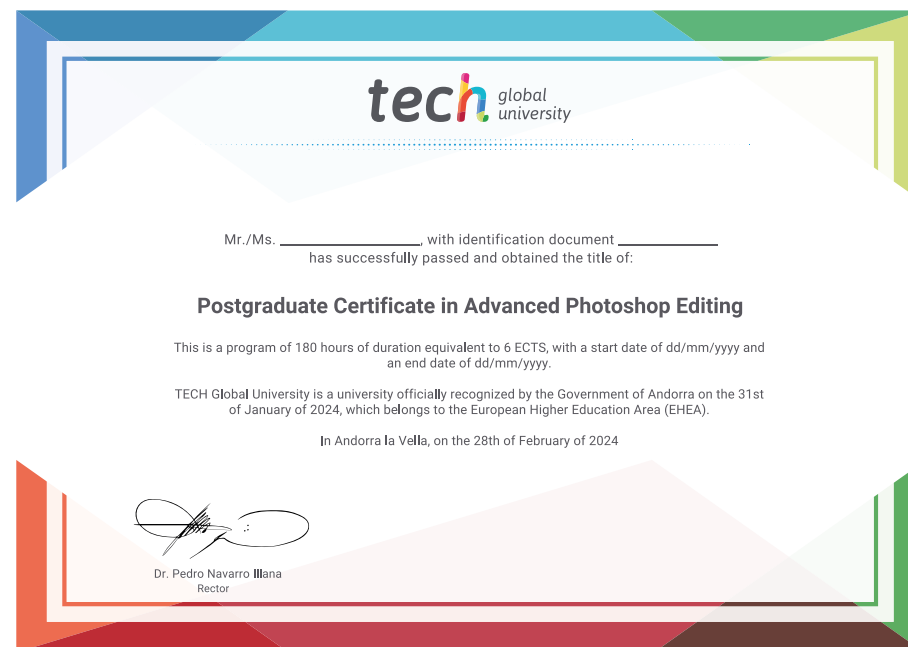 tech global
university
Mr./Ms. ____________, with identification document ____________
has successfully passed and obtained the title of:
Postgraduate Certificate in Advanced Photoshop Editing
This is a program of 180 hours of duration equivalent to 6 ECTS, with a start date of dd/mm/yyyy and
an end date of dd/mm/yyyy.
TECH Global University is a university officially recognized by the Government of Andorra on the 31st
of January of 2024, which belongs to the European Higher Education Area (EHEA).
In Andorra la Vella, on the 28th of February of 2024
Dr. Pedro Navarro Illana
Rector